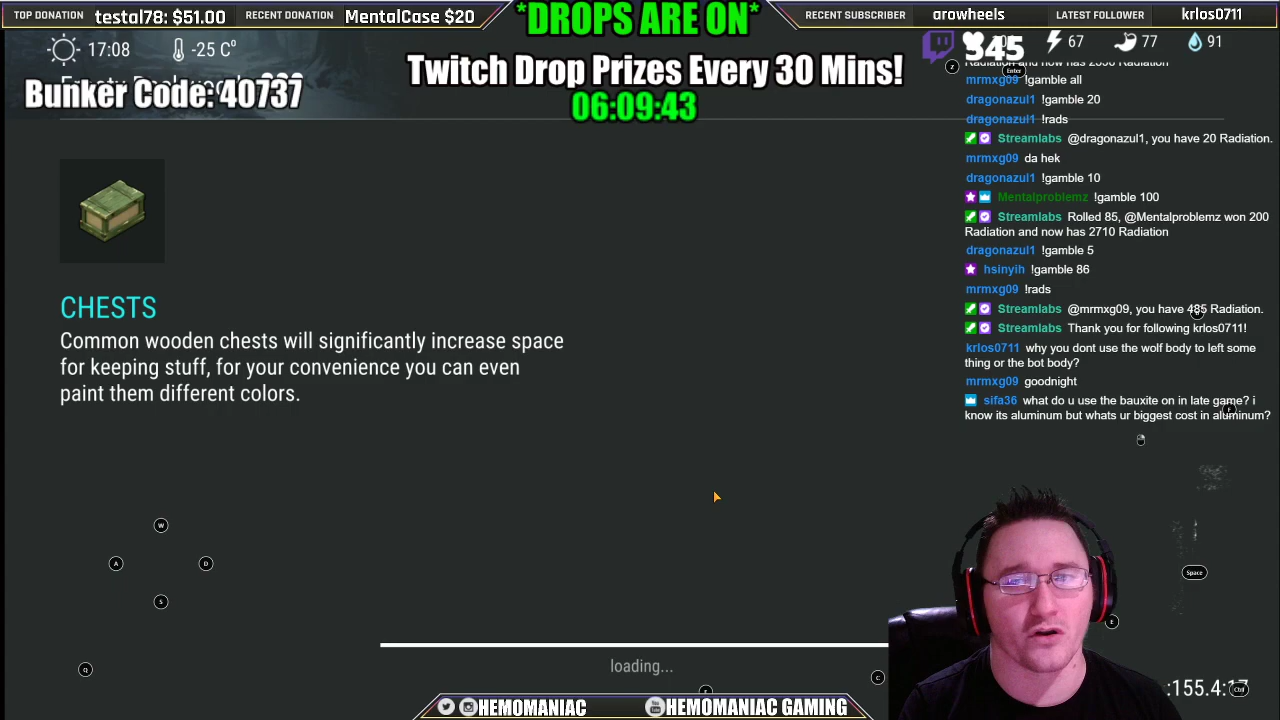 TOP DONATION testal78: $51.00 RECENT DONATION MentalCase $20
*DROPS ARE ON*
RECENT SUBSCRIBER arowheels LATEST FOLLOWER krlos0711
17:08 -25 C°
Bunker Code: 40737
Twitch Drop Prizes Every 30 Mins!
06:09:43
345 67 77 91
Z
Enter
mrmxg09 !gamble all
dragonazul1 !gamble 20
dragonazul1 !rads
Streamlabs @dragonazul1, you have 20 Radiation.
mrmxg09 da hek
dragonazul1 !gamble 10
Mentalproblemz !gamble 100
Streamlabs Rolled 85, @Mentalproblemz won 200
Radiation and now has 2710 Radiation
dragonazul1 !gamble 5
hsinyih !gamble 86
mrmxg09 !rads
Streamlabs @mrmxg09, you have 485 Radiation.
Streamlabs Thank you for following krlos0711!
krlos0711 why you dont use the wolf body to left some
thing or the bot body?
mrmxg09 goodnight
sifa36 what do u use the bauxite on in late game? i
know its aluminum but whats ur biggest cost in aluminum?
CHESTS
Common wooden chests will significantly increase space
for keeping stuff, for your convenience you can even
paint them different colors.
W
A D
S
Q
Space
E
C
loading...
:155.4:17
Ctrl
HEMOMANIAC HEMOMANIAC GAMING